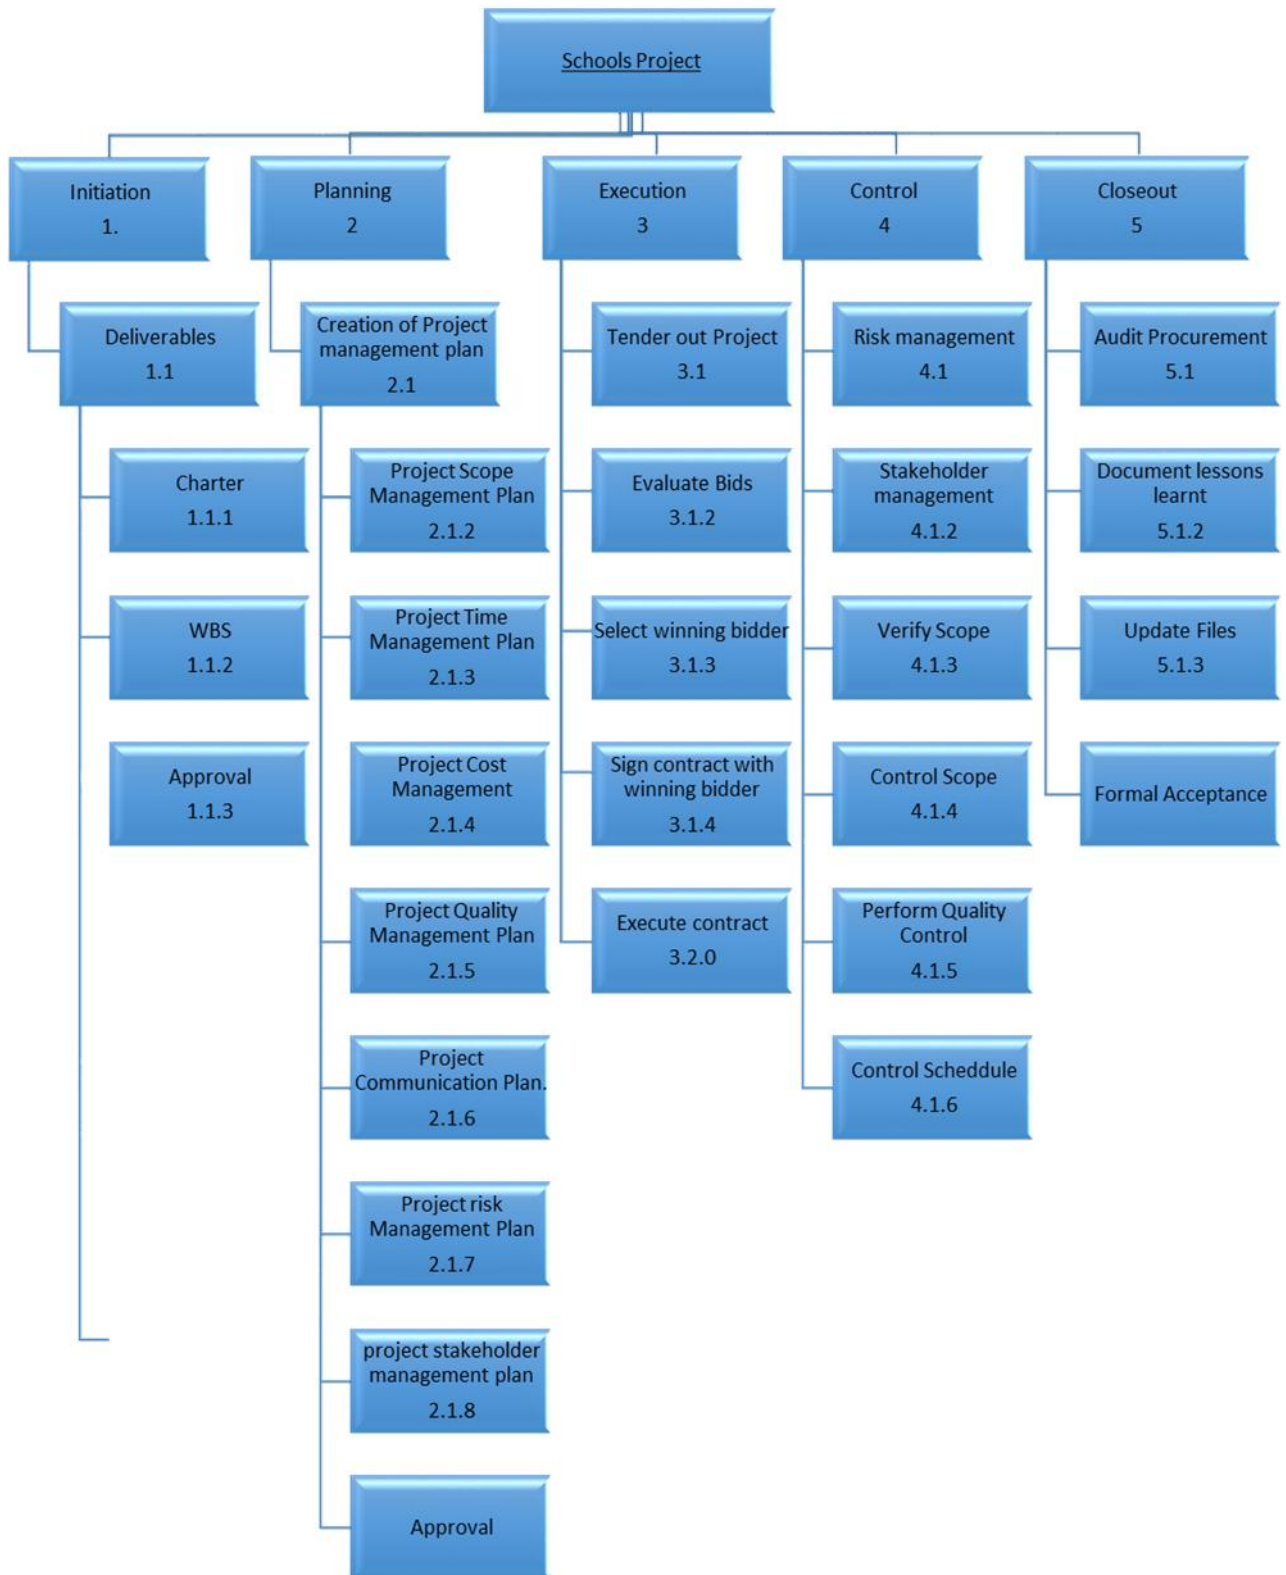 Schools Project
Initiation
1.
Planning
2
Execution
3
Control
4
Closeout
5
Deliverables
1.1
Creation of Project
management plan
2.1
Tender out Project
3.1
Risk management
4.1
Audit Procurement
5.1
Charter
1.1.1
Project Scope
Management Plan
2.1.2
Evaluate Bids
3.1.2
Stakeholder
management
4.1.2
Document lessons
learnt
5.1.2
WBS
1.1.2
Project Time
Management Plan
2.1.3
Select winning bidder
3.1.3
Verify Scope
4.1.3
Update Files
5.1.3
Approval
1.1.3
Project Cost
Management
2.1.4
Sign contract with
winning bidder
3.1.4
Control Scope
4.1.4
Formal Acceptance
Project Quality
Management Plan
2.1.5
Execute contract
3.2.0
Perform Quality
Control
4.1.5
Project
Communication Plan.
2.1.6
Control Scheddule
4.1.6
Project risk
Management Plan
2.1.7
project stakeholder
management plan
2.1.8
Approval